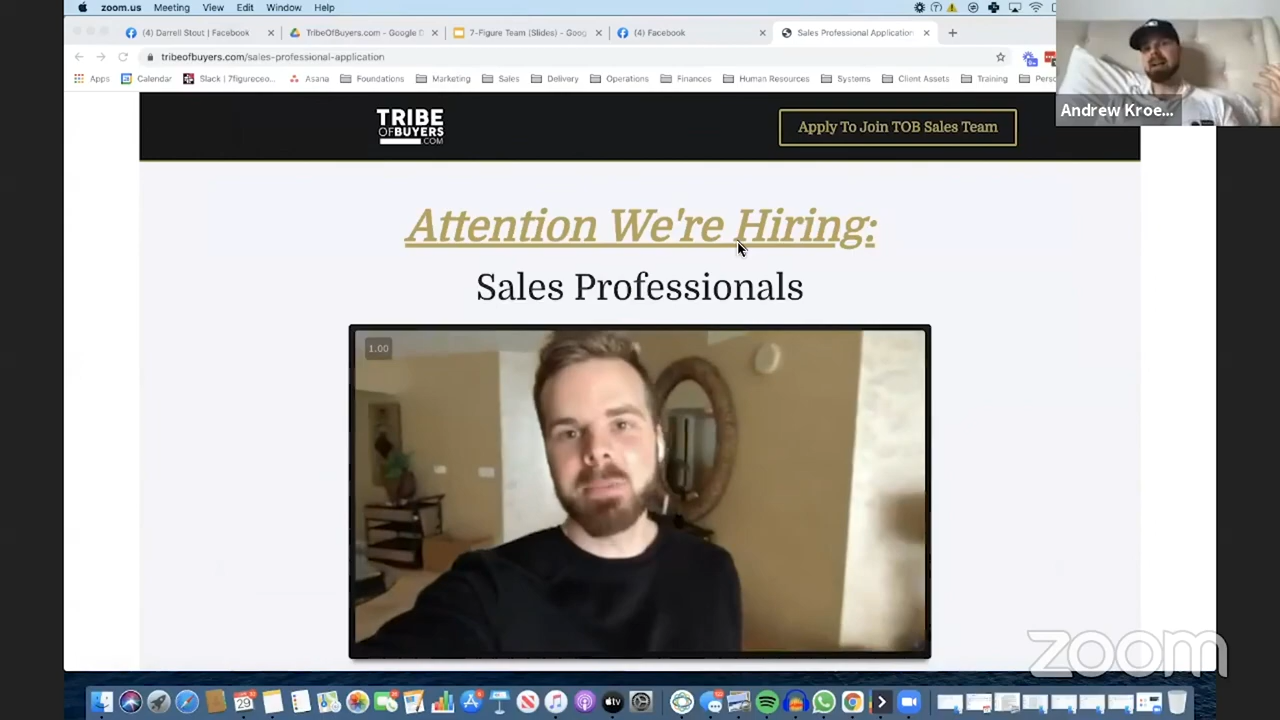 zoom.us Meeting View Edit Window Help
(4) Darrell Stout | Facebook
TribeOfBuyers.com - Google D
7-Figure Team (Slides) - Goog
(4) Facebook
Sales Professional Application
tribeofbuyers.com/sales-professional-application
Apps Calendar Slack | 7figureceo... Asana Foundations Marketing Sales Delivery Operations Finances Human Resources Systems Client Assets Training Perso
Andrew Kroe...
TRIBE
OF BUYERS
.COM
Apply To Join TOB Sales Team
Attention We're Hiring:
Sales Professionals
1.00
zoom
29
tv